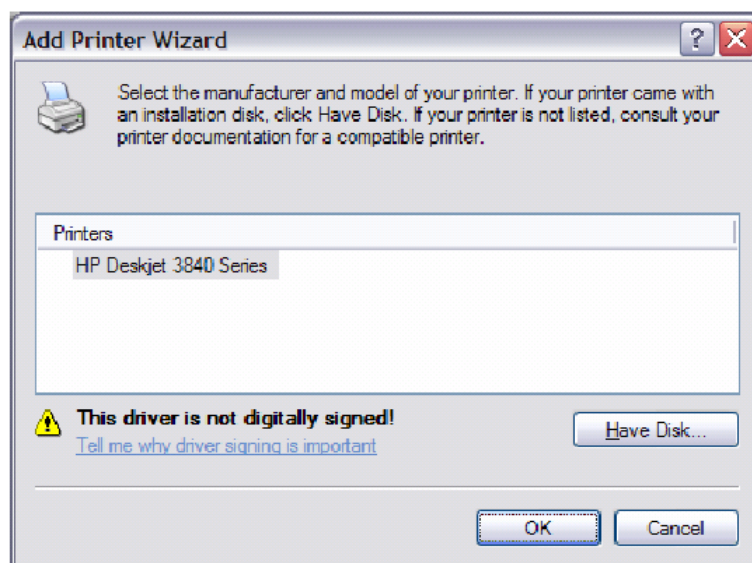 Add Printer Wizard
Select the manufacturer and model of your printer. If your printer came with
an installation disk, click Have Disk. If your printer is not listed, consult your
printer documentation for a compatible printer.
Printers
HP Deskjet 3840 Series
This driver is not digitally signed!
Tell me why driver signing is important
Have Disk...
OK
Cancel